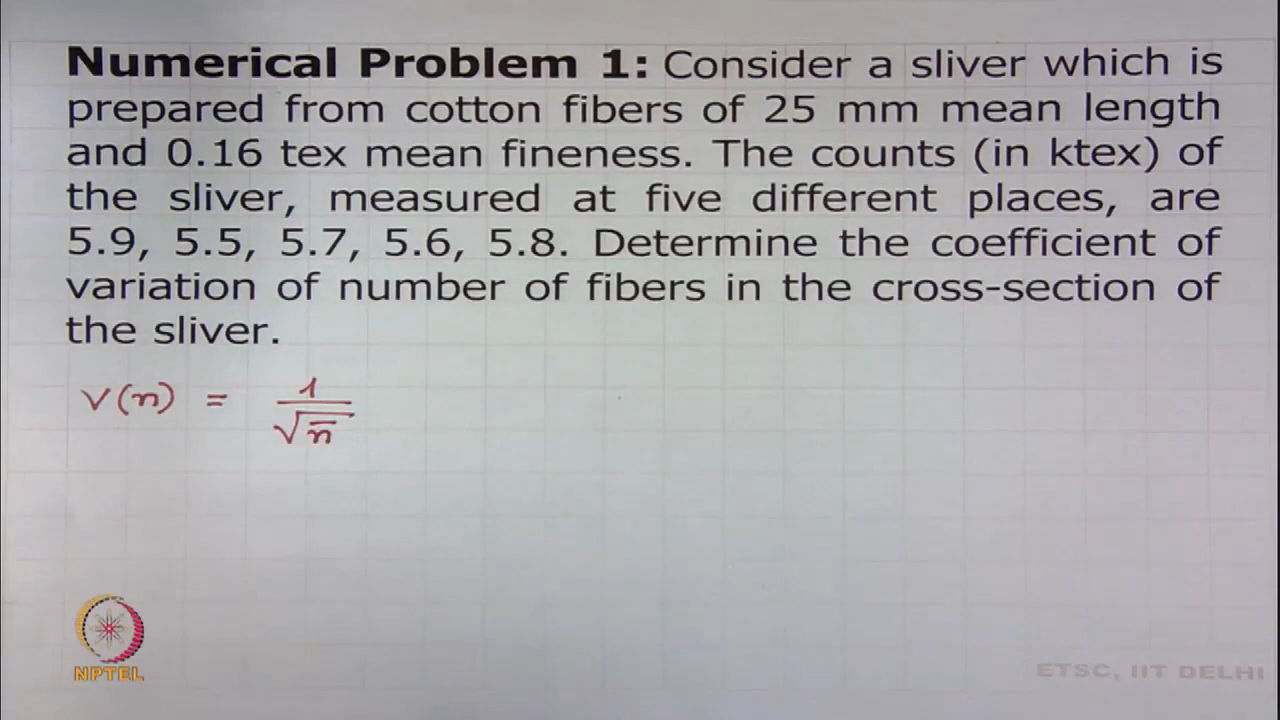 Numerical Problem 1: Consider a sliver which is
prepared from cotton fibers of 25 mm mean length
and 0.16 tex mean fineness. The counts (in ktex) of
the sliver, measured at five different places, are
5.9, 5.5, 5.7, 5.6, 5.8. Determine the coefficient of
variation of number of fibers in the cross-section of
the sliver.
v(n) = 1/√n̅
NPTEL
ETSC, IIT DELHI